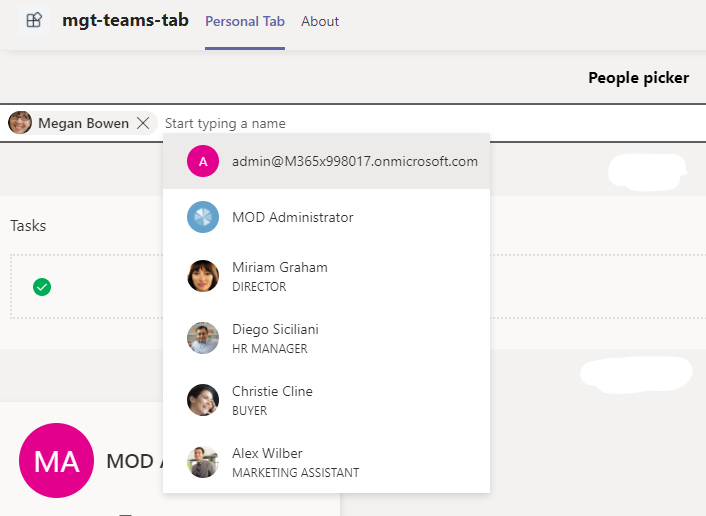 mgt-teams-tab Personal Tab About
People picker
Megan Bowen Start typing a name
A admin@M365x998017.onmicrosoft.com
MOD Administrator
Tasks
Miriam Graham
DIRECTOR
Diego Siciliani
HR MANAGER
Christie Cline
BUYER
Alex Wilber
MARKETING ASSISTANT
MA MOD